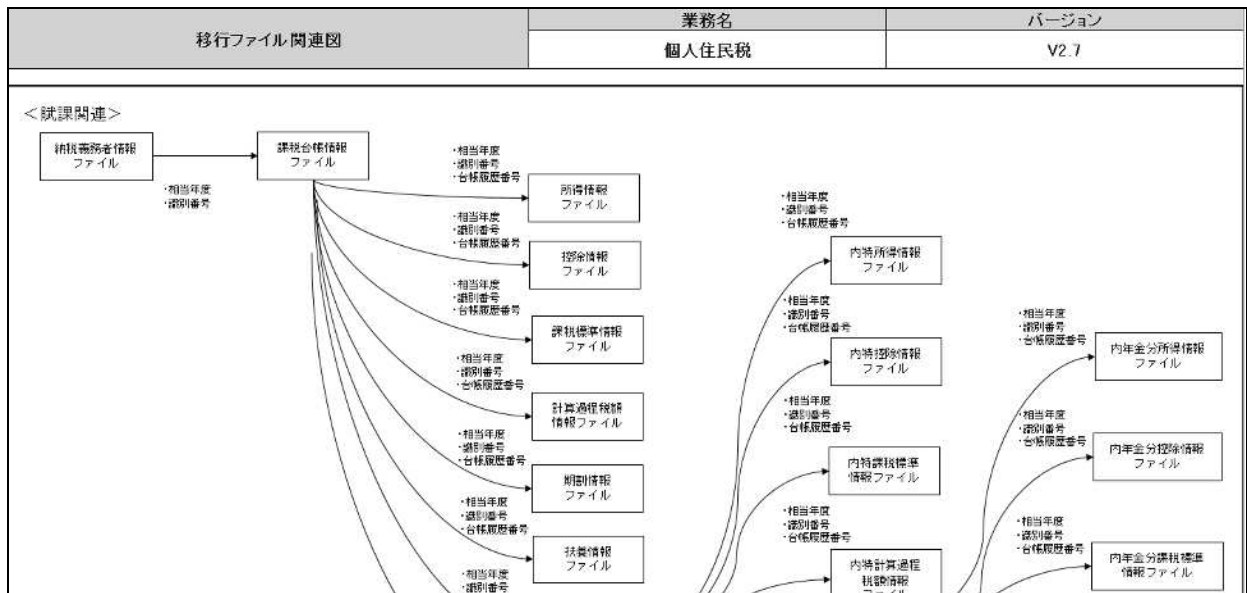 移行ファイル関連図
業務名
バージョン
個人住民税
V2.7
＜賦課関連＞
納税義務者情報
ファイル
・相当年度
・識別番号
課税台帳情報
ファイル
・相当年度
・識別番号
・台帳履歴番号
所得情報
ファイル
・相当年度
・識別番号
・台帳履歴番号
控除情報
ファイル
・相当年度
・識別番号
・台帳履歴番号
課税標準情報
ファイル
・相当年度
・識別番号
・台帳履歴番号
計算過程税額
情報ファイル
・相当年度
・識別番号
・台帳履歴番号
期割情報
ファイル
・相当年度
・識別番号
・台帳履歴番号
扶養情報
ファイル
・相当年度
・識別番号
・相当年度
・識別番号
・台帳履歴番号
内特所得情報
ファイル
・相当年度
・識別番号
・台帳履歴番号
内特控除情報
ファイル
・相当年度
・識別番号
・台帳履歴番号
内特課税標準
情報ファイル
・相当年度
・識別番号
・台帳履歴番号
内特計算過程
税額情報
ファイル
・相当年度
・識別番号
・台帳履歴番号
内年金分所得情報
ファイル
・相当年度
・識別番号
・台帳履歴番号
内年金分控除情報
ファイル
・相当年度
・識別番号
・台帳履歴番号
内年金分課税標準
情報ファイル